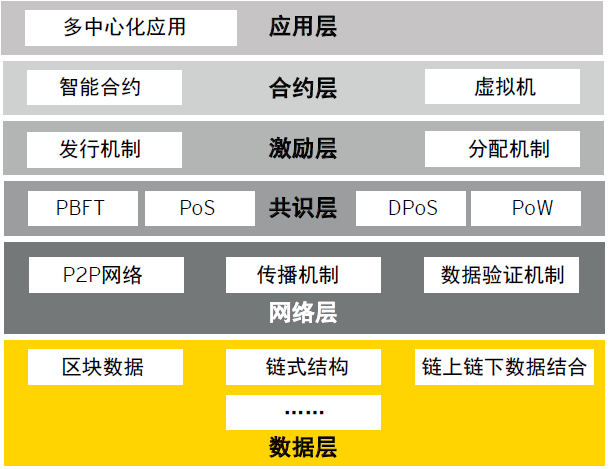 多中心化应用 应用层
智能合约 合约层 虚拟机
发行机制 激励层 分配机制
PBFT PoS 共识层 DPoS PoW
P2P网络 传播机制 数据验证机制
网络层
区块数据 链式结构 链上链下数据结合
……
数据层